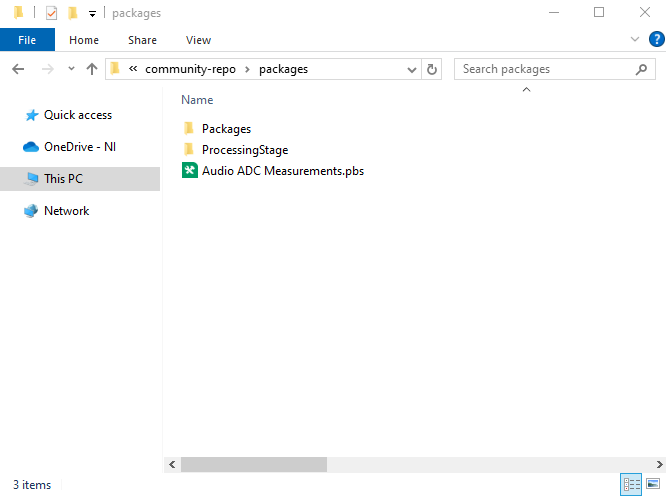 packages
File Home Share View
« community-repo > packages Search packages
Name
Quick access
OneDrive - NI
This PC
Network
Packages
ProcessingStage
Audio ADC Measurements.pbs
3 items